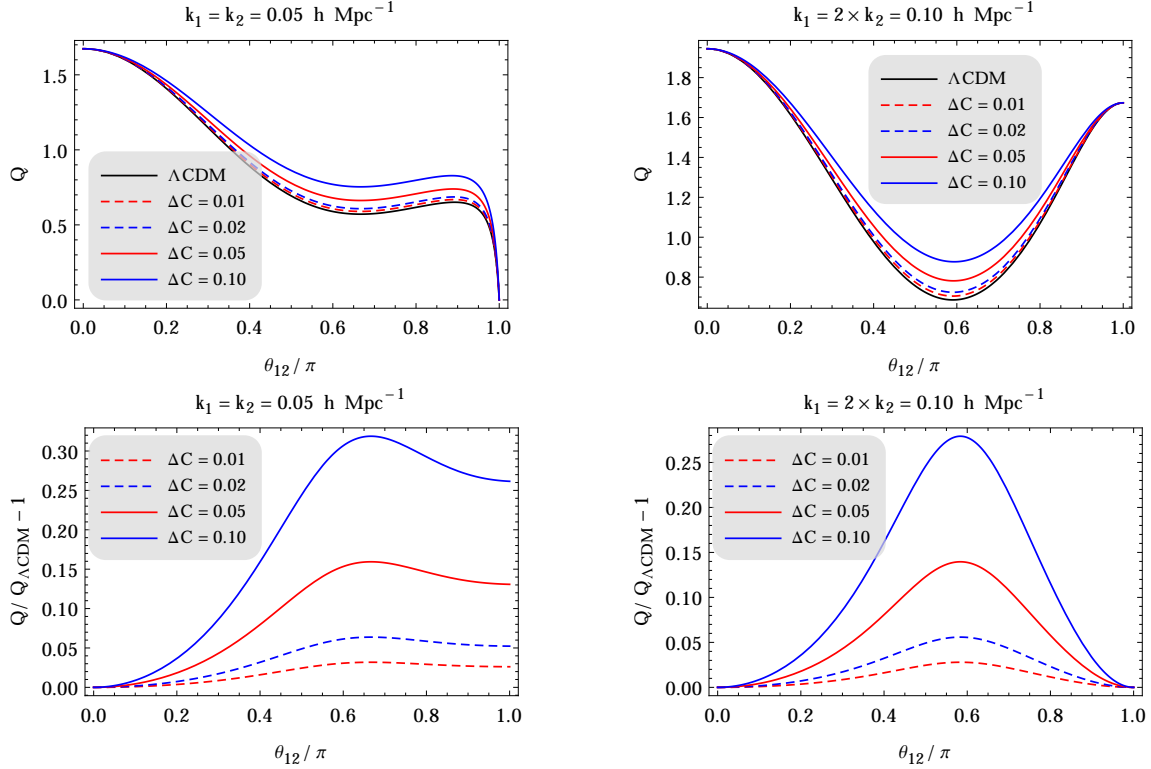 k₁ = k₂ = 0.05 h Mpc⁻¹
Q
1.5
1.0
0.5
0.0
ΛCDM
ΔC = 0.01
ΔC = 0.02
ΔC = 0.05
ΔC = 0.10
0.0 0.2 0.4 0.6 0.8 1.0
θ₁₂/ π
k₁ = 2 × k₂ = 0.10 h Mpc⁻¹
Q
1.8
1.6
1.4
1.2
1.0
0.8
ΛCDM
ΔC = 0.01
ΔC = 0.02
ΔC = 0.05
ΔC = 0.10
0.0 0.2 0.4 0.6 0.8 1.0
θ₁₂/ π
k₁ = k₂ = 0.05 h Mpc⁻¹
Q/ Q_ΛCDM − 1
0.30
0.25
0.20
0.15
0.10
0.05
0.00
ΔC = 0.01
ΔC = 0.02
ΔC = 0.05
ΔC = 0.10
0.0 0.2 0.4 0.6 0.8 1.0
θ₁₂/ π
k₁ = 2 × k₂ = 0.10 h Mpc⁻¹
Q/ Q_ΛCDM − 1
0.25
0.20
0.15
0.10
0.05
0.00
ΔC = 0.01
ΔC = 0.02
ΔC = 0.05
ΔC = 0.10
0.0 0.2 0.4 0.6 0.8 1.0
θ₁₂/ π